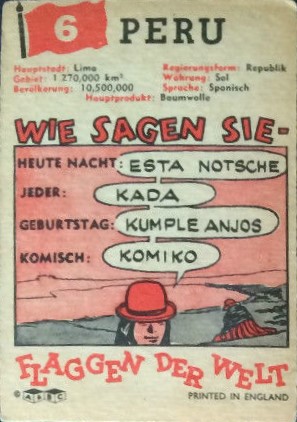 6 PERU
Hauptstadt: Lima
Gebiet: 1 270,000 km²
Bevölkerung: 10,500,000
Regierungsform: Republik
Währung: Sol
Sprache: Spanisch
Hauptprodukt: Baumwolle
WIE SAGEN SIE-
HEUTE NACHT: ESTA NOTSCHE
JEDER: KADA
GEBURTSTAG: KUMPLE ANJOS
KOMISCH: KOMIKO
FLAGGEN DER WELT
© A&BC PRINTED IN ENGLAND